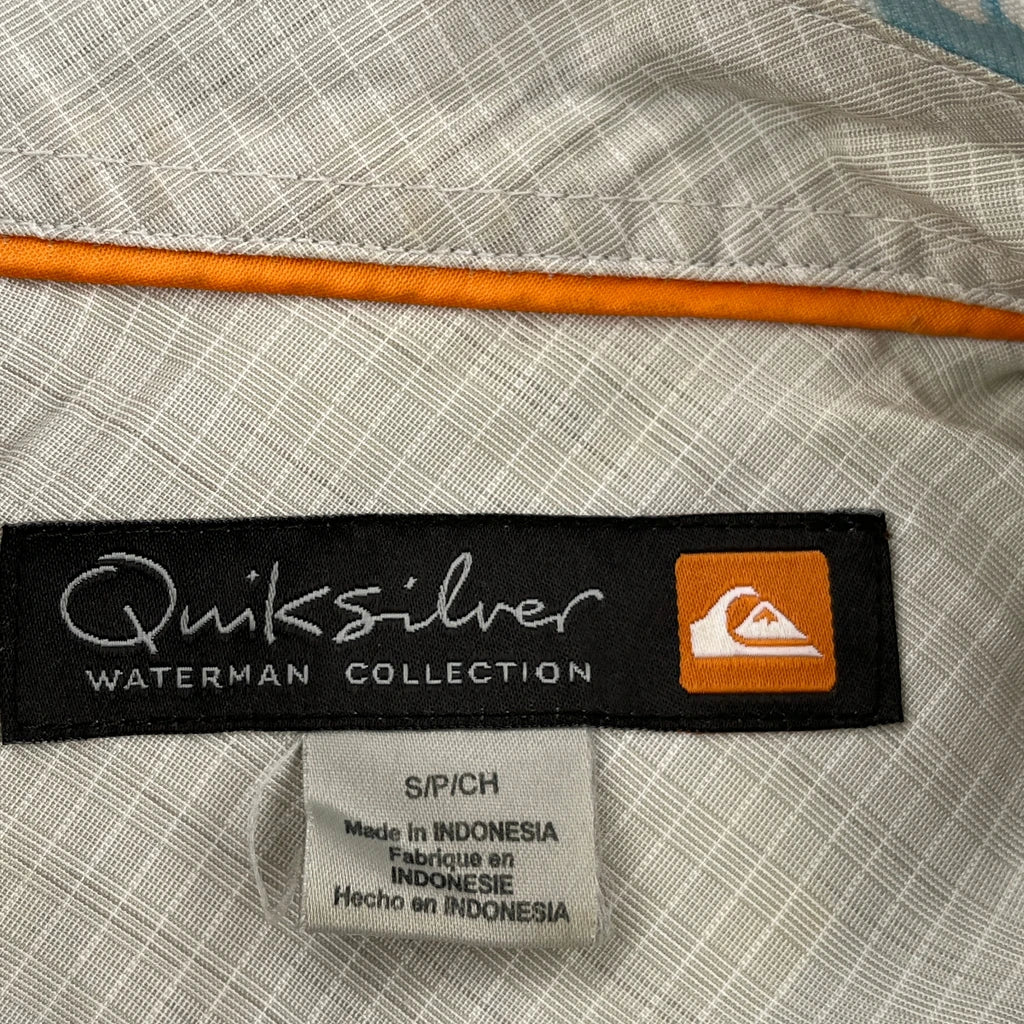 Quiksilver
WATERMAN COLLECTION
S/P/CH
Made in INDONESIA
Fabrique en
INDONESIE
Hecho en INDONESIA